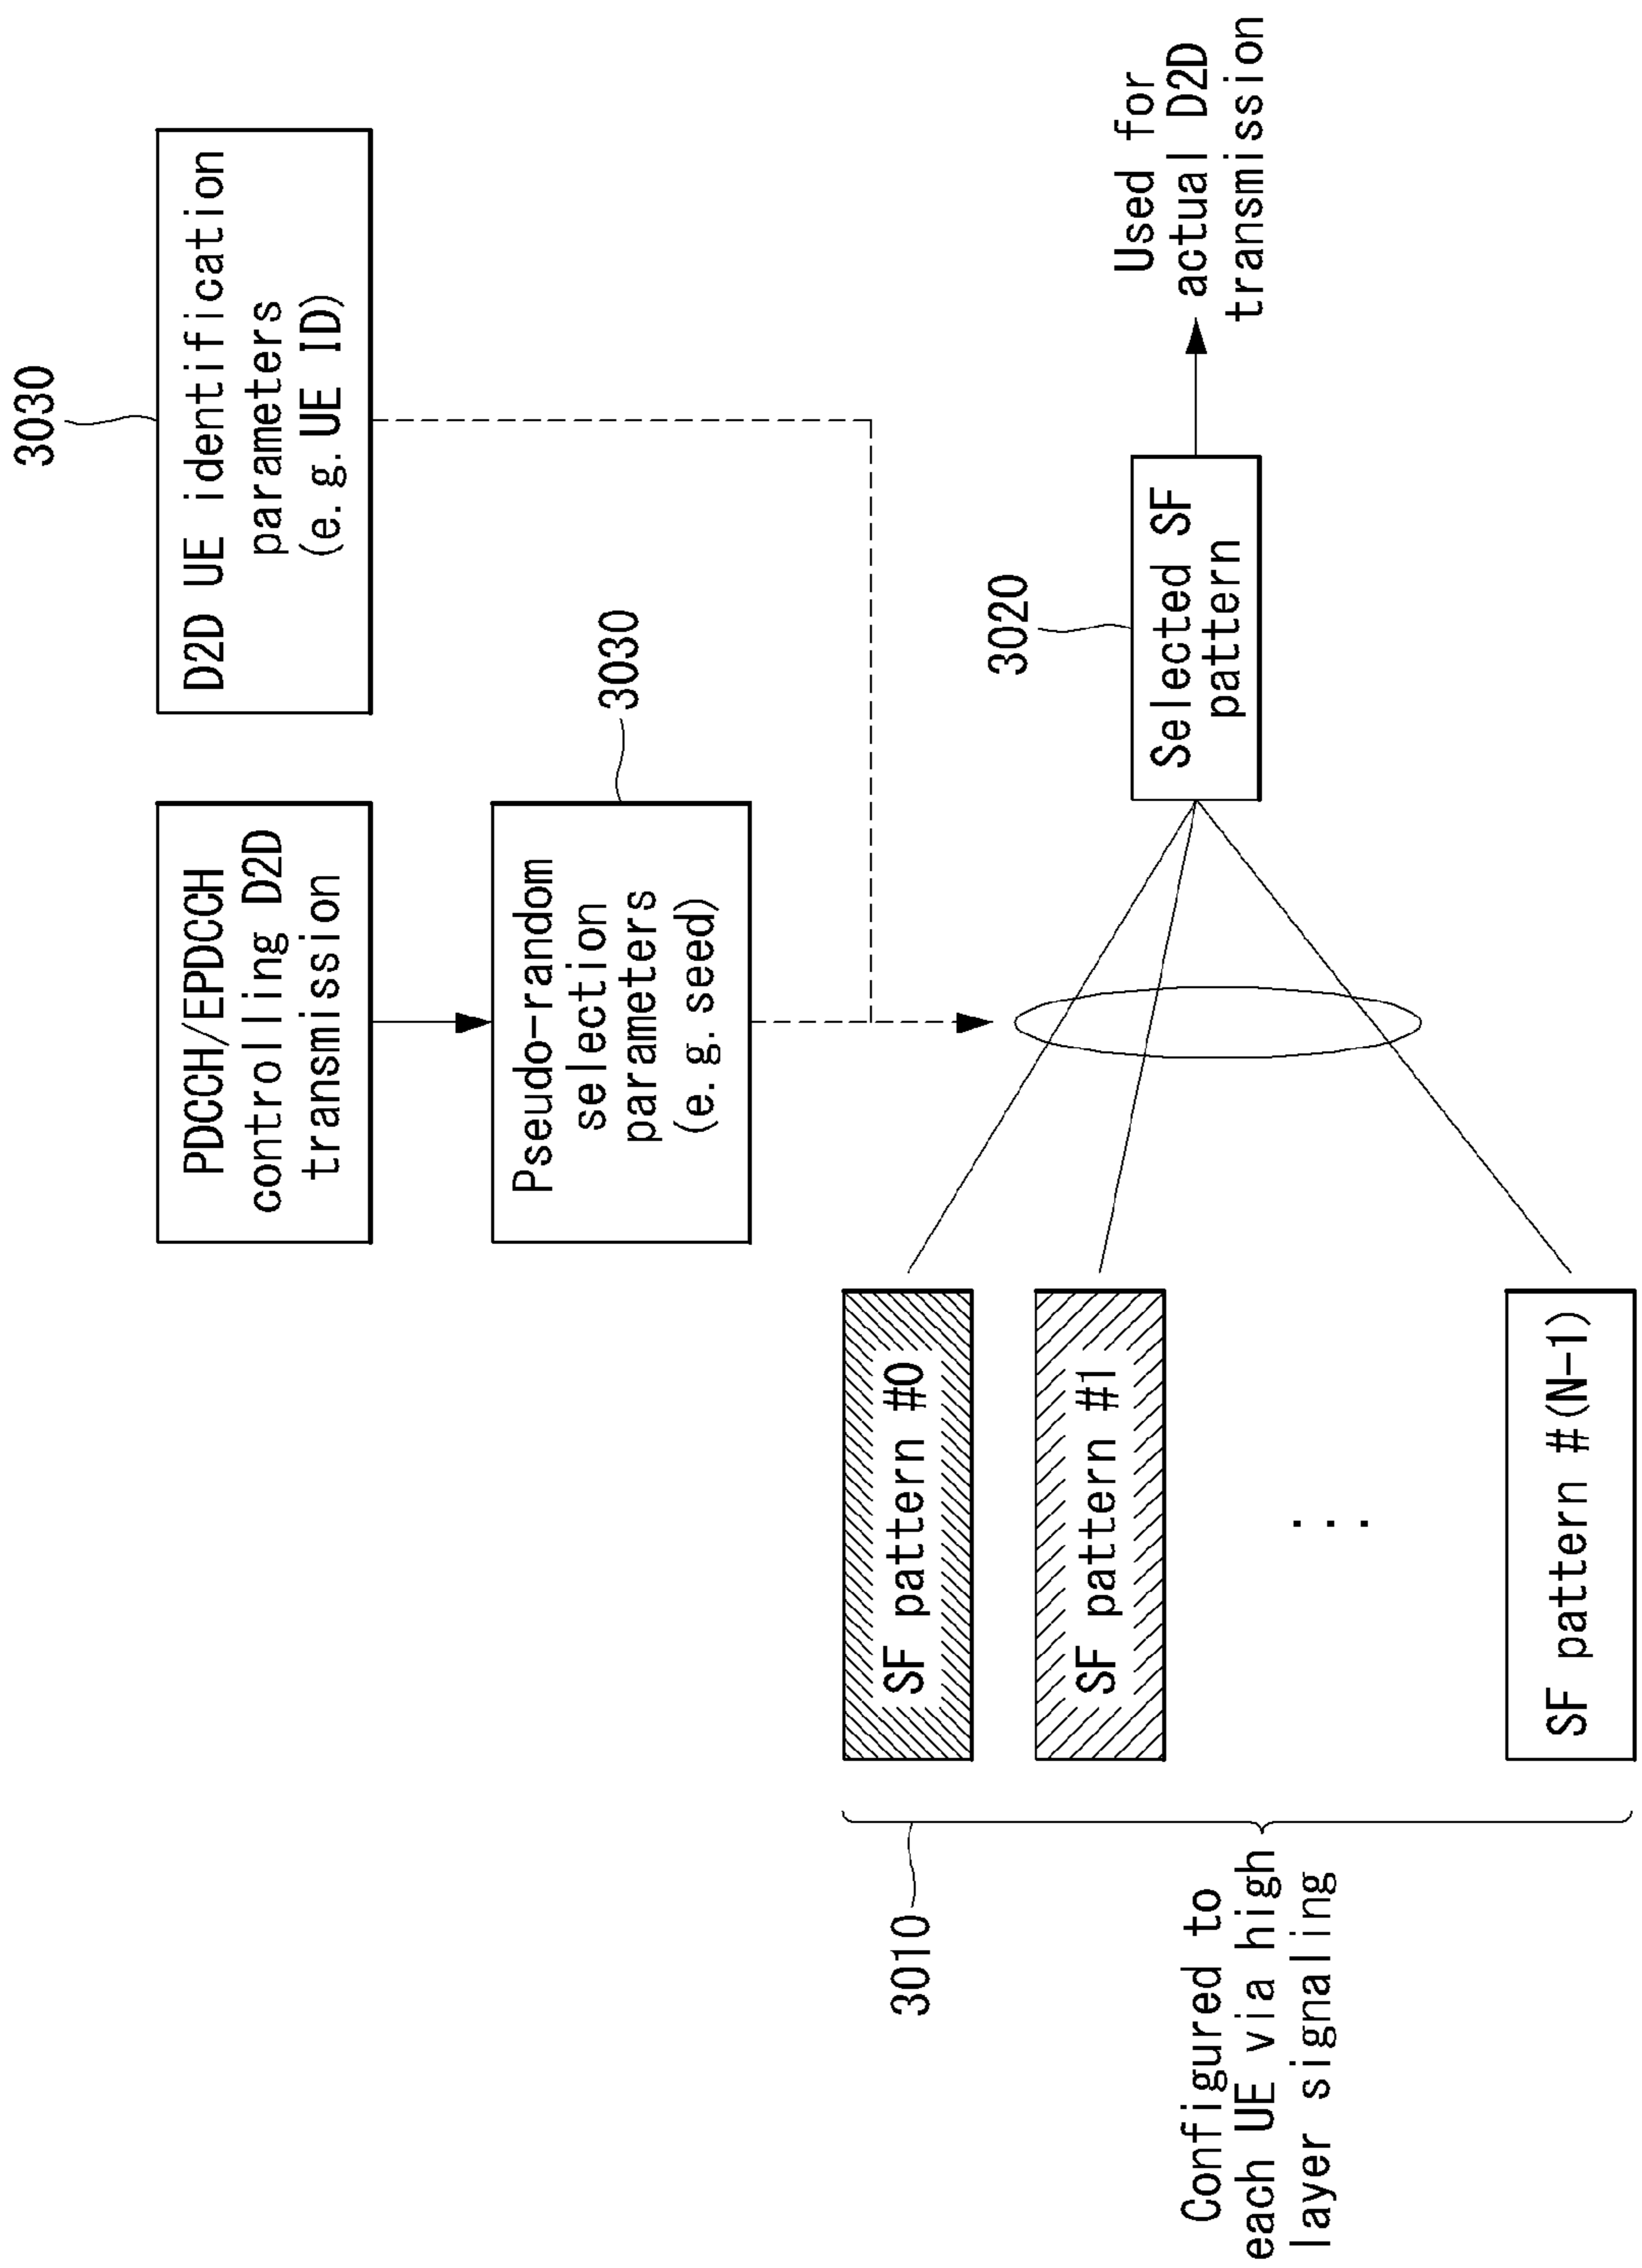 3030
D2D UE identification
parameters
(e.g. UE ID)
PDCCH/EPDCCH
controlling D2D
transmission
Pseudo-random
selection
parameters
(e.g. seed)
3030
SF pattern #0
SF pattern #1
...
SF pattern #(N-1)
3010
Configured to
each UE via high
layer signaling
3020
Selected SF
pattern
Used for
actual D2D
transmission